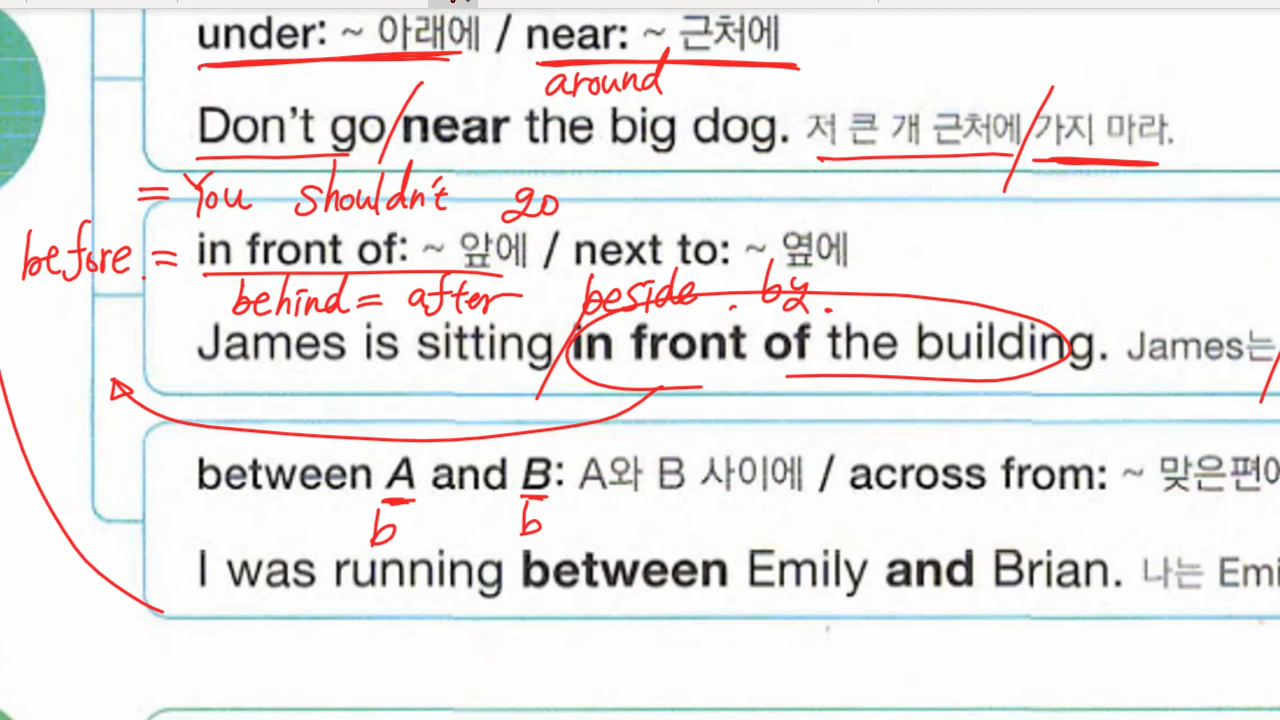 under: ~ 아래에 / near: ~ 근처에
around
Don't go near the big dog. 저 큰 개 근처에 가지 마라.
= You shouldn't go
before = in front of: ~ 앞에 / next to: ~ 옆에
behind = after beside . by .
James is sitting in front of the building. James는
between A and B: A와 B 사이에 / across from: ~ 맞은편에
b b
I was running between Emily and Brian. 나는 Emi